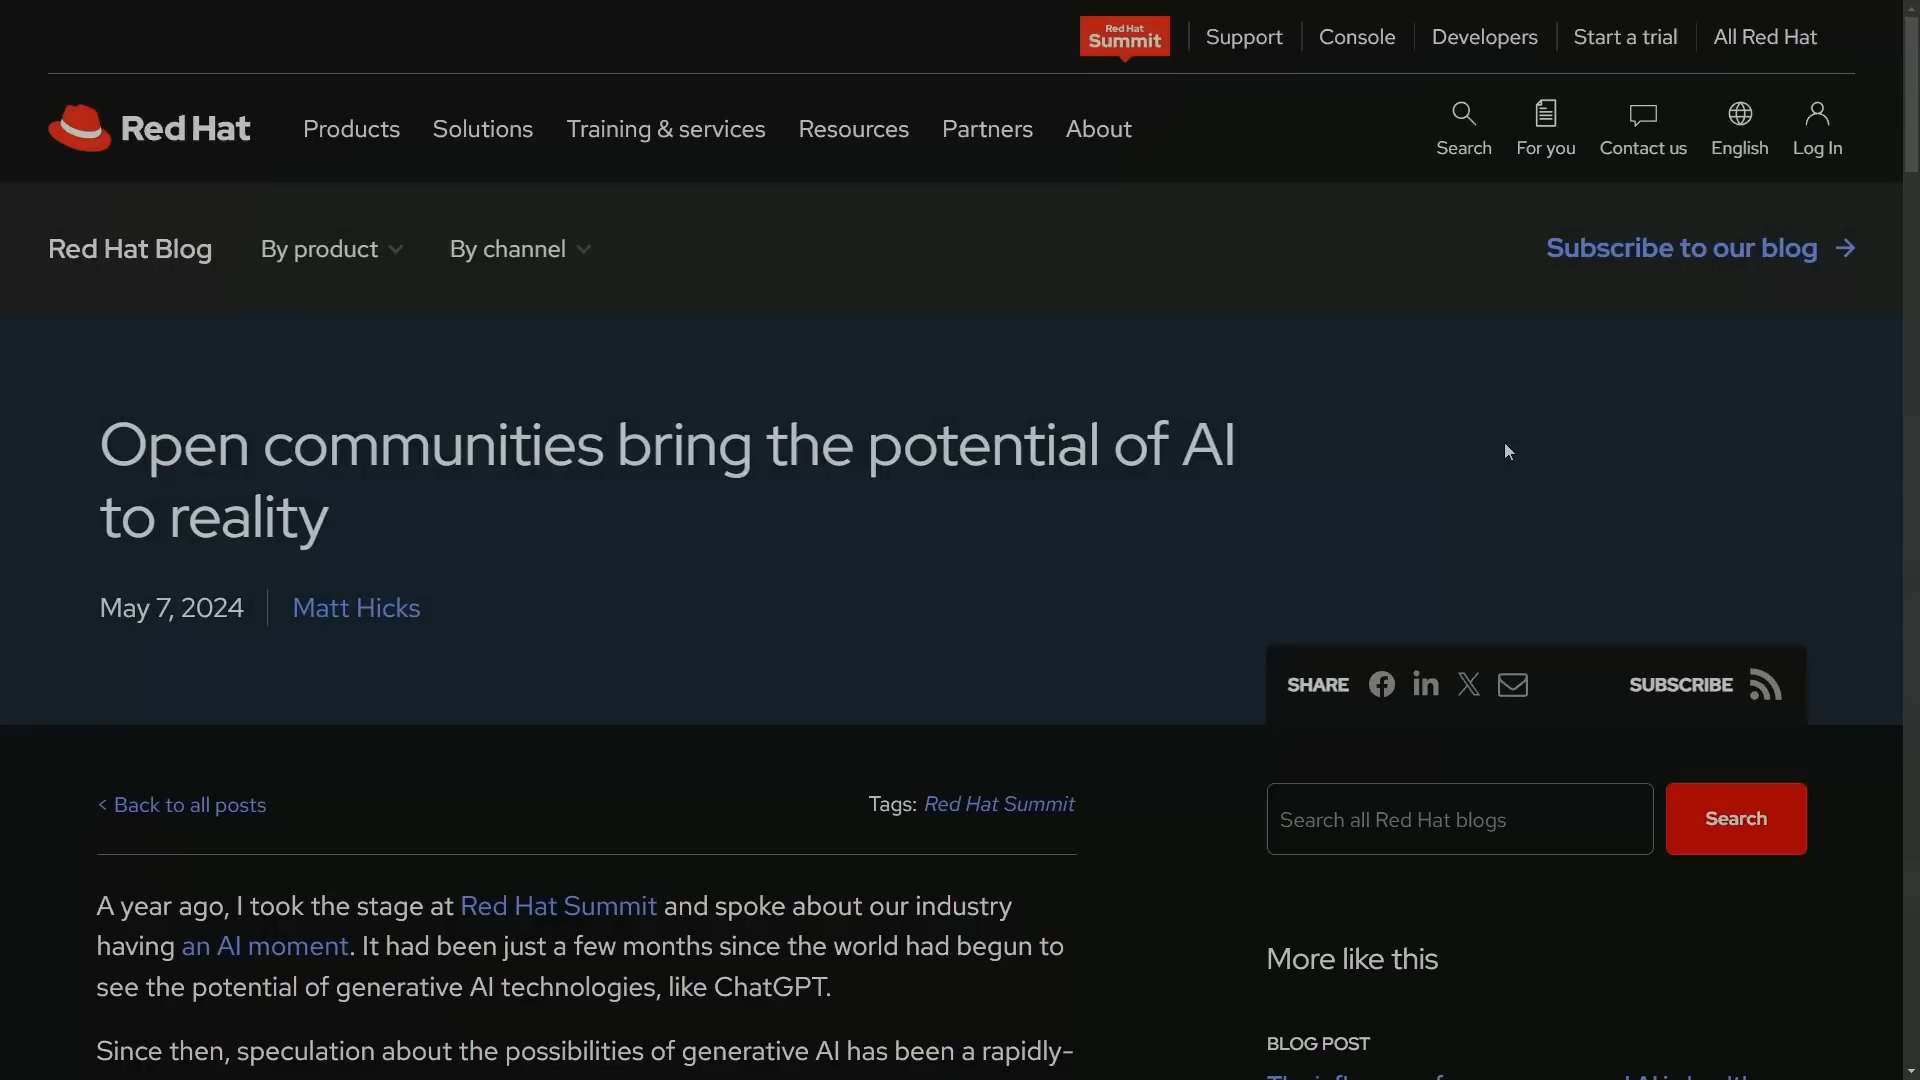 Red Hat
Summit
Support
Console
Developers
Start a trial
All Red Hat
Red Hat
Products
Solutions
Training & services
Resources
Partners
About
Search
For you
Contact us
English
Log In
Red Hat Blog
By product
By channel
Subscribe to our blog →
Open communities bring the potential of AI
to reality
May 7, 2024
Matt Hicks
SHARE
SUBSCRIBE
< Back to all posts
Tags: Red Hat Summit
Search all Red Hat blogs
Search
A year ago, I took the stage at Red Hat Summit and spoke about our industry
having an AI moment. It had been just a few months since the world had begun to
see the potential of generative AI technologies, like ChatGPT.
Since then, speculation about the possibilities of generative AI has been a rapidly-
More like this
BLOG POST